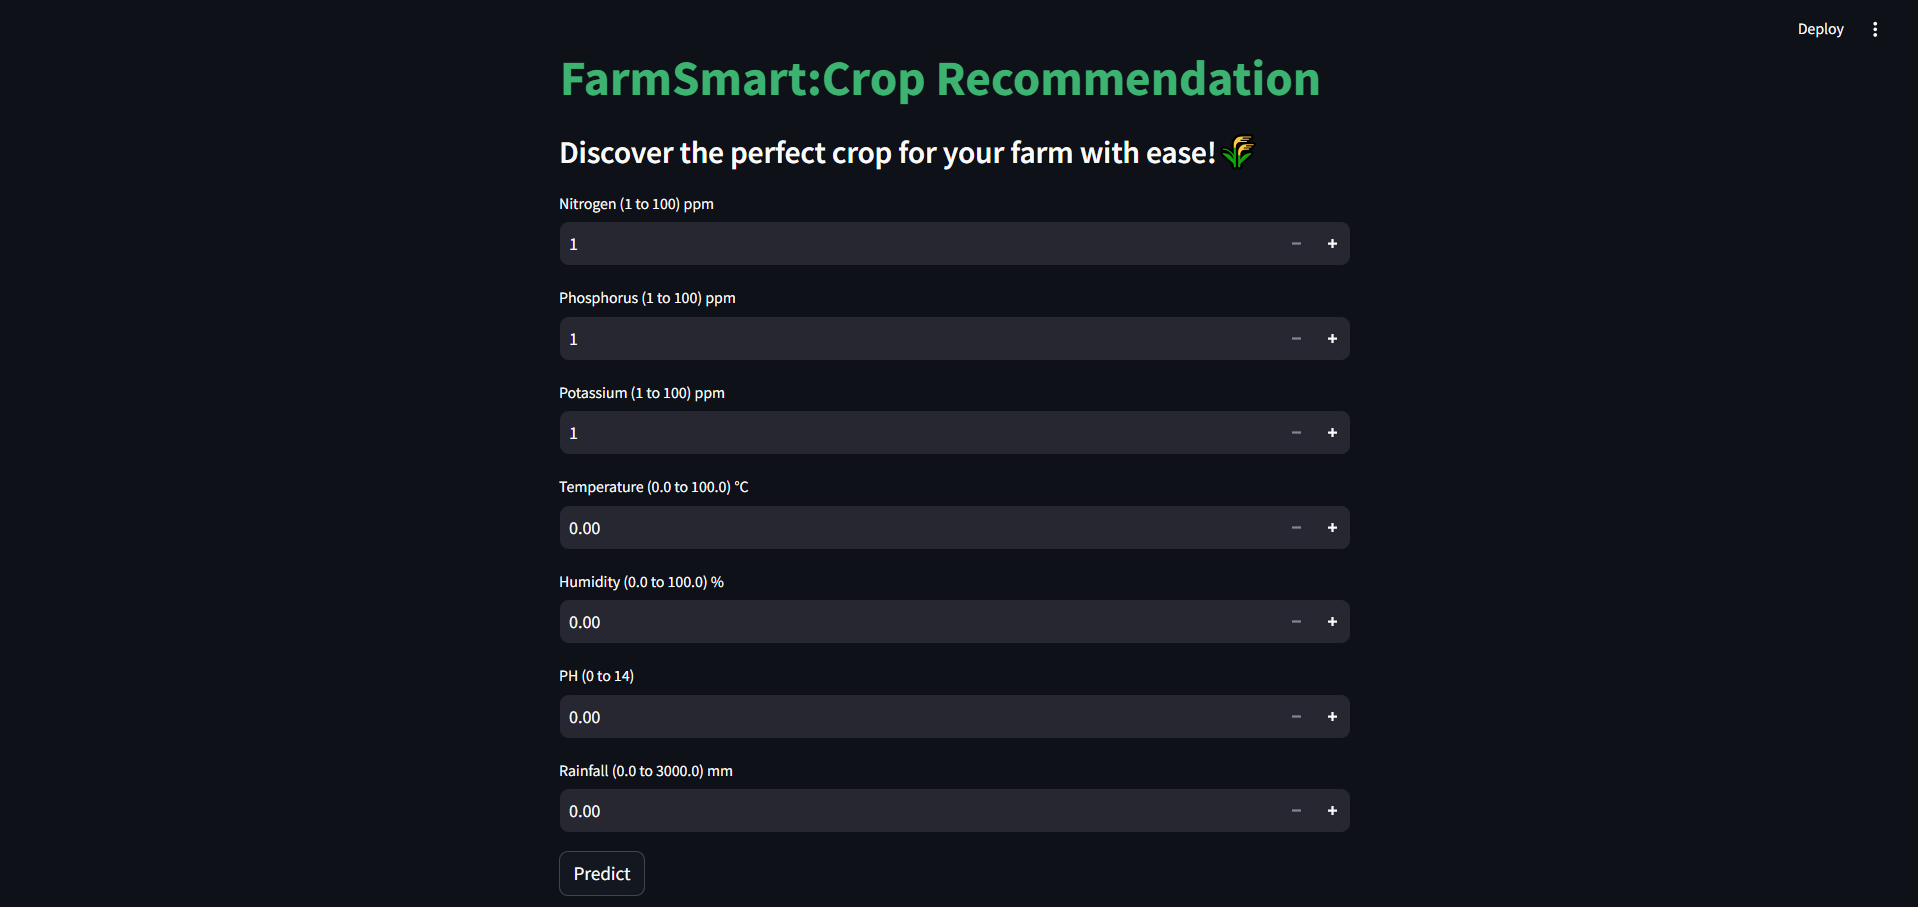 Deploy
FarmSmart:Crop Recommendation
Discover the perfect crop for your farm with ease!🌾
Nitrogen (1 to 100) ppm
1
Phosphorus (1 to 100) ppm
1
Potassium (1 to 100) ppm
1
Temperature (0.0 to 100.0) °C
0.00
Humidity (0.0 to 100.0) %
0.00
PH (0 to 14)
0.00
Rainfall (0.0 to 3000.0) mm
0.00
Predict